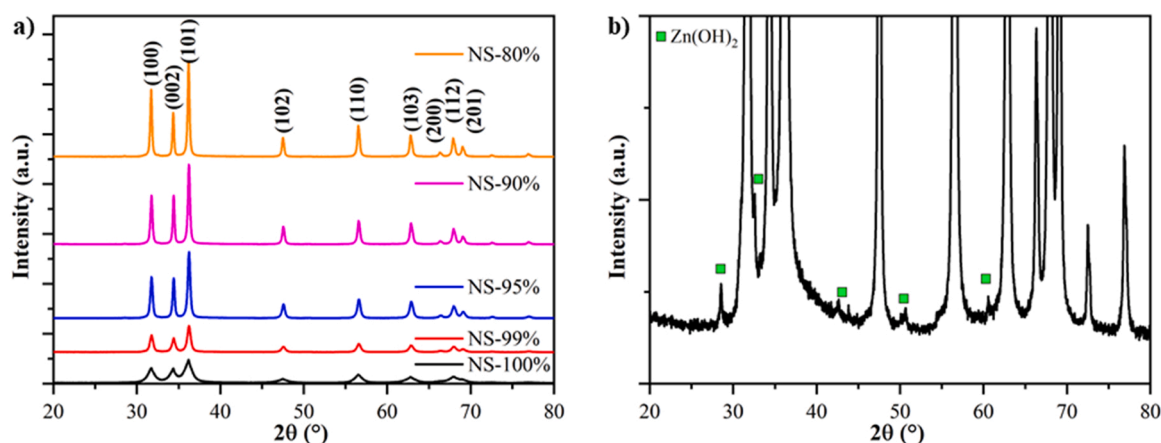 a)
(100)
(002)
(101)
(102)
(110)
(103)
(200)
(112)
(201)
NS-80%
NS-90%
NS-95%
NS-99%
NS-100%
Intensity (a.u.)
20 30 40 50 60 70 80
2θ (°)
b)
Zn(OH)2
Intensity (a.u.)
20 30 40 50 60 70 80
2θ (°)